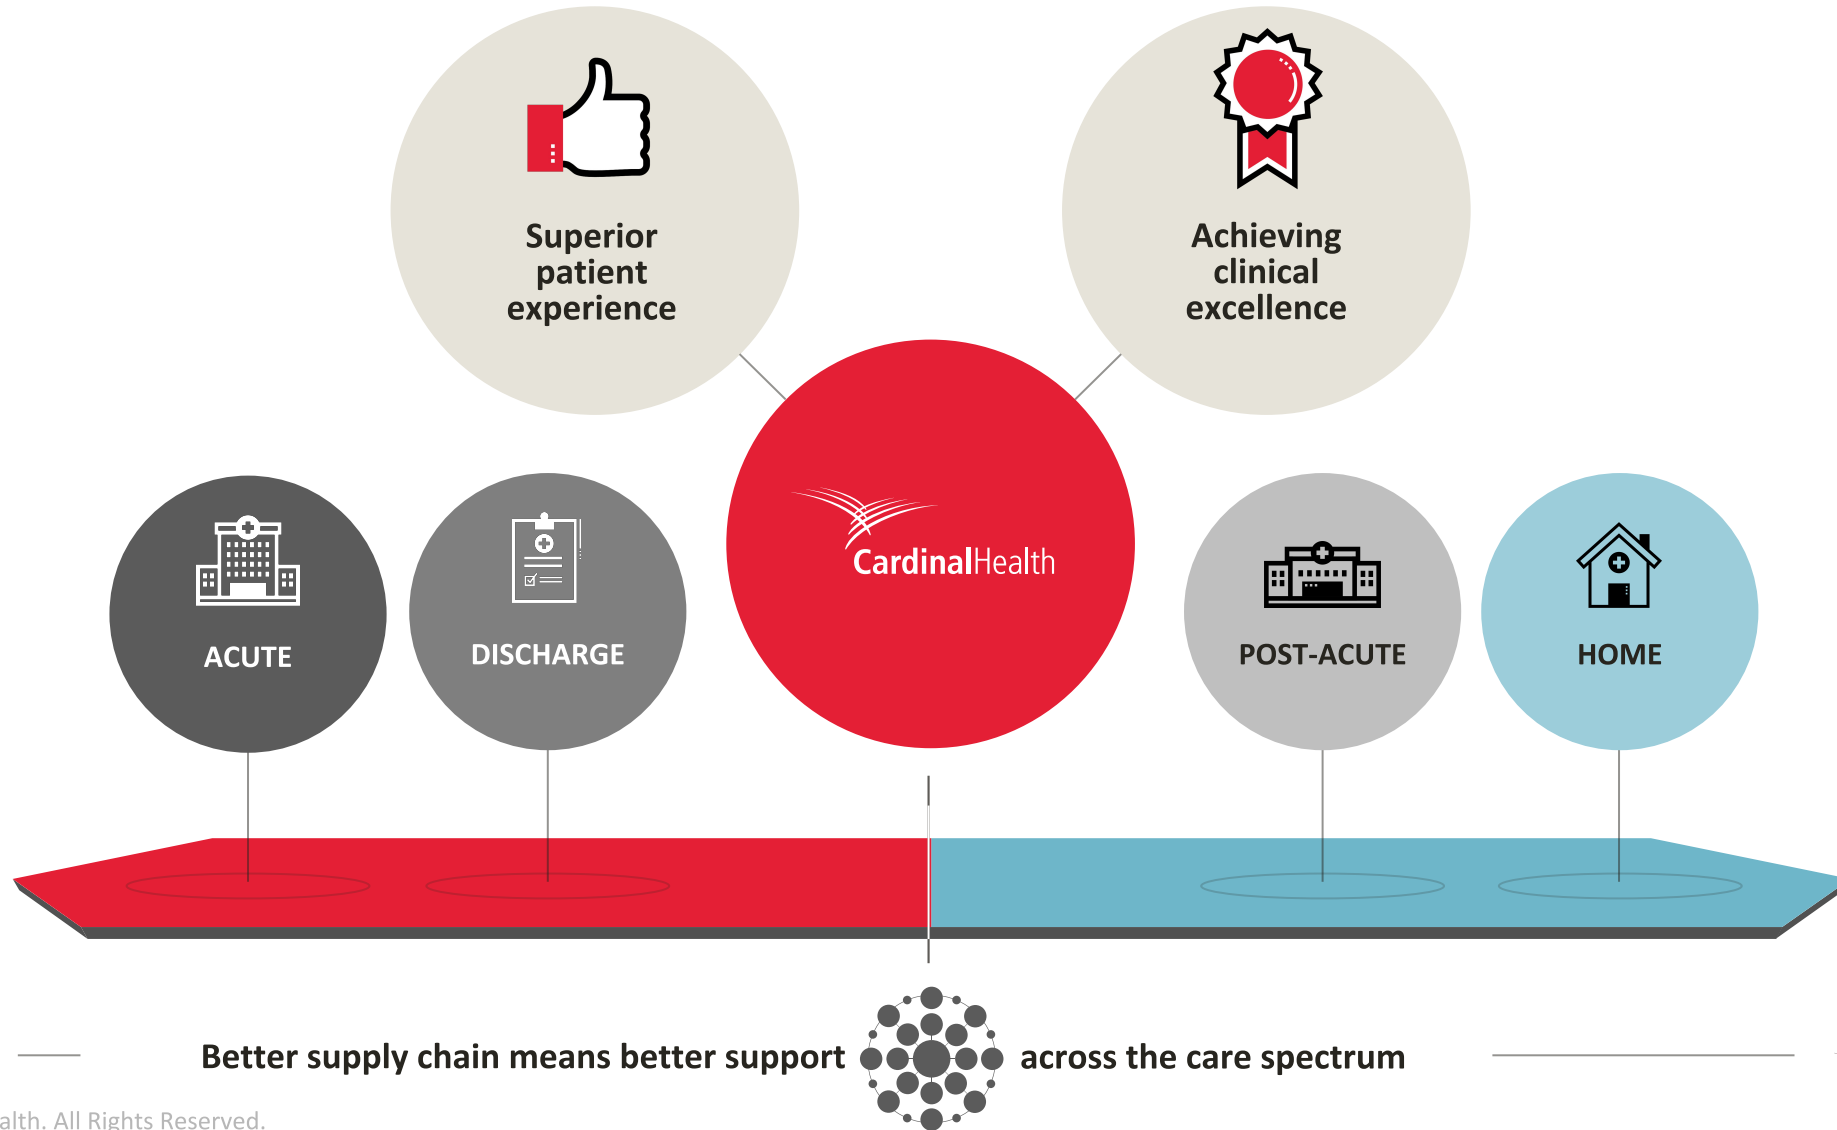 Superior
patient
experience
Achieving
clinical
excellence
CardinalHealth
ACUTE
DISCHARGE
POST-ACUTE
HOME
Better supply chain means better support across the care spectrum
All Rights Reserved.